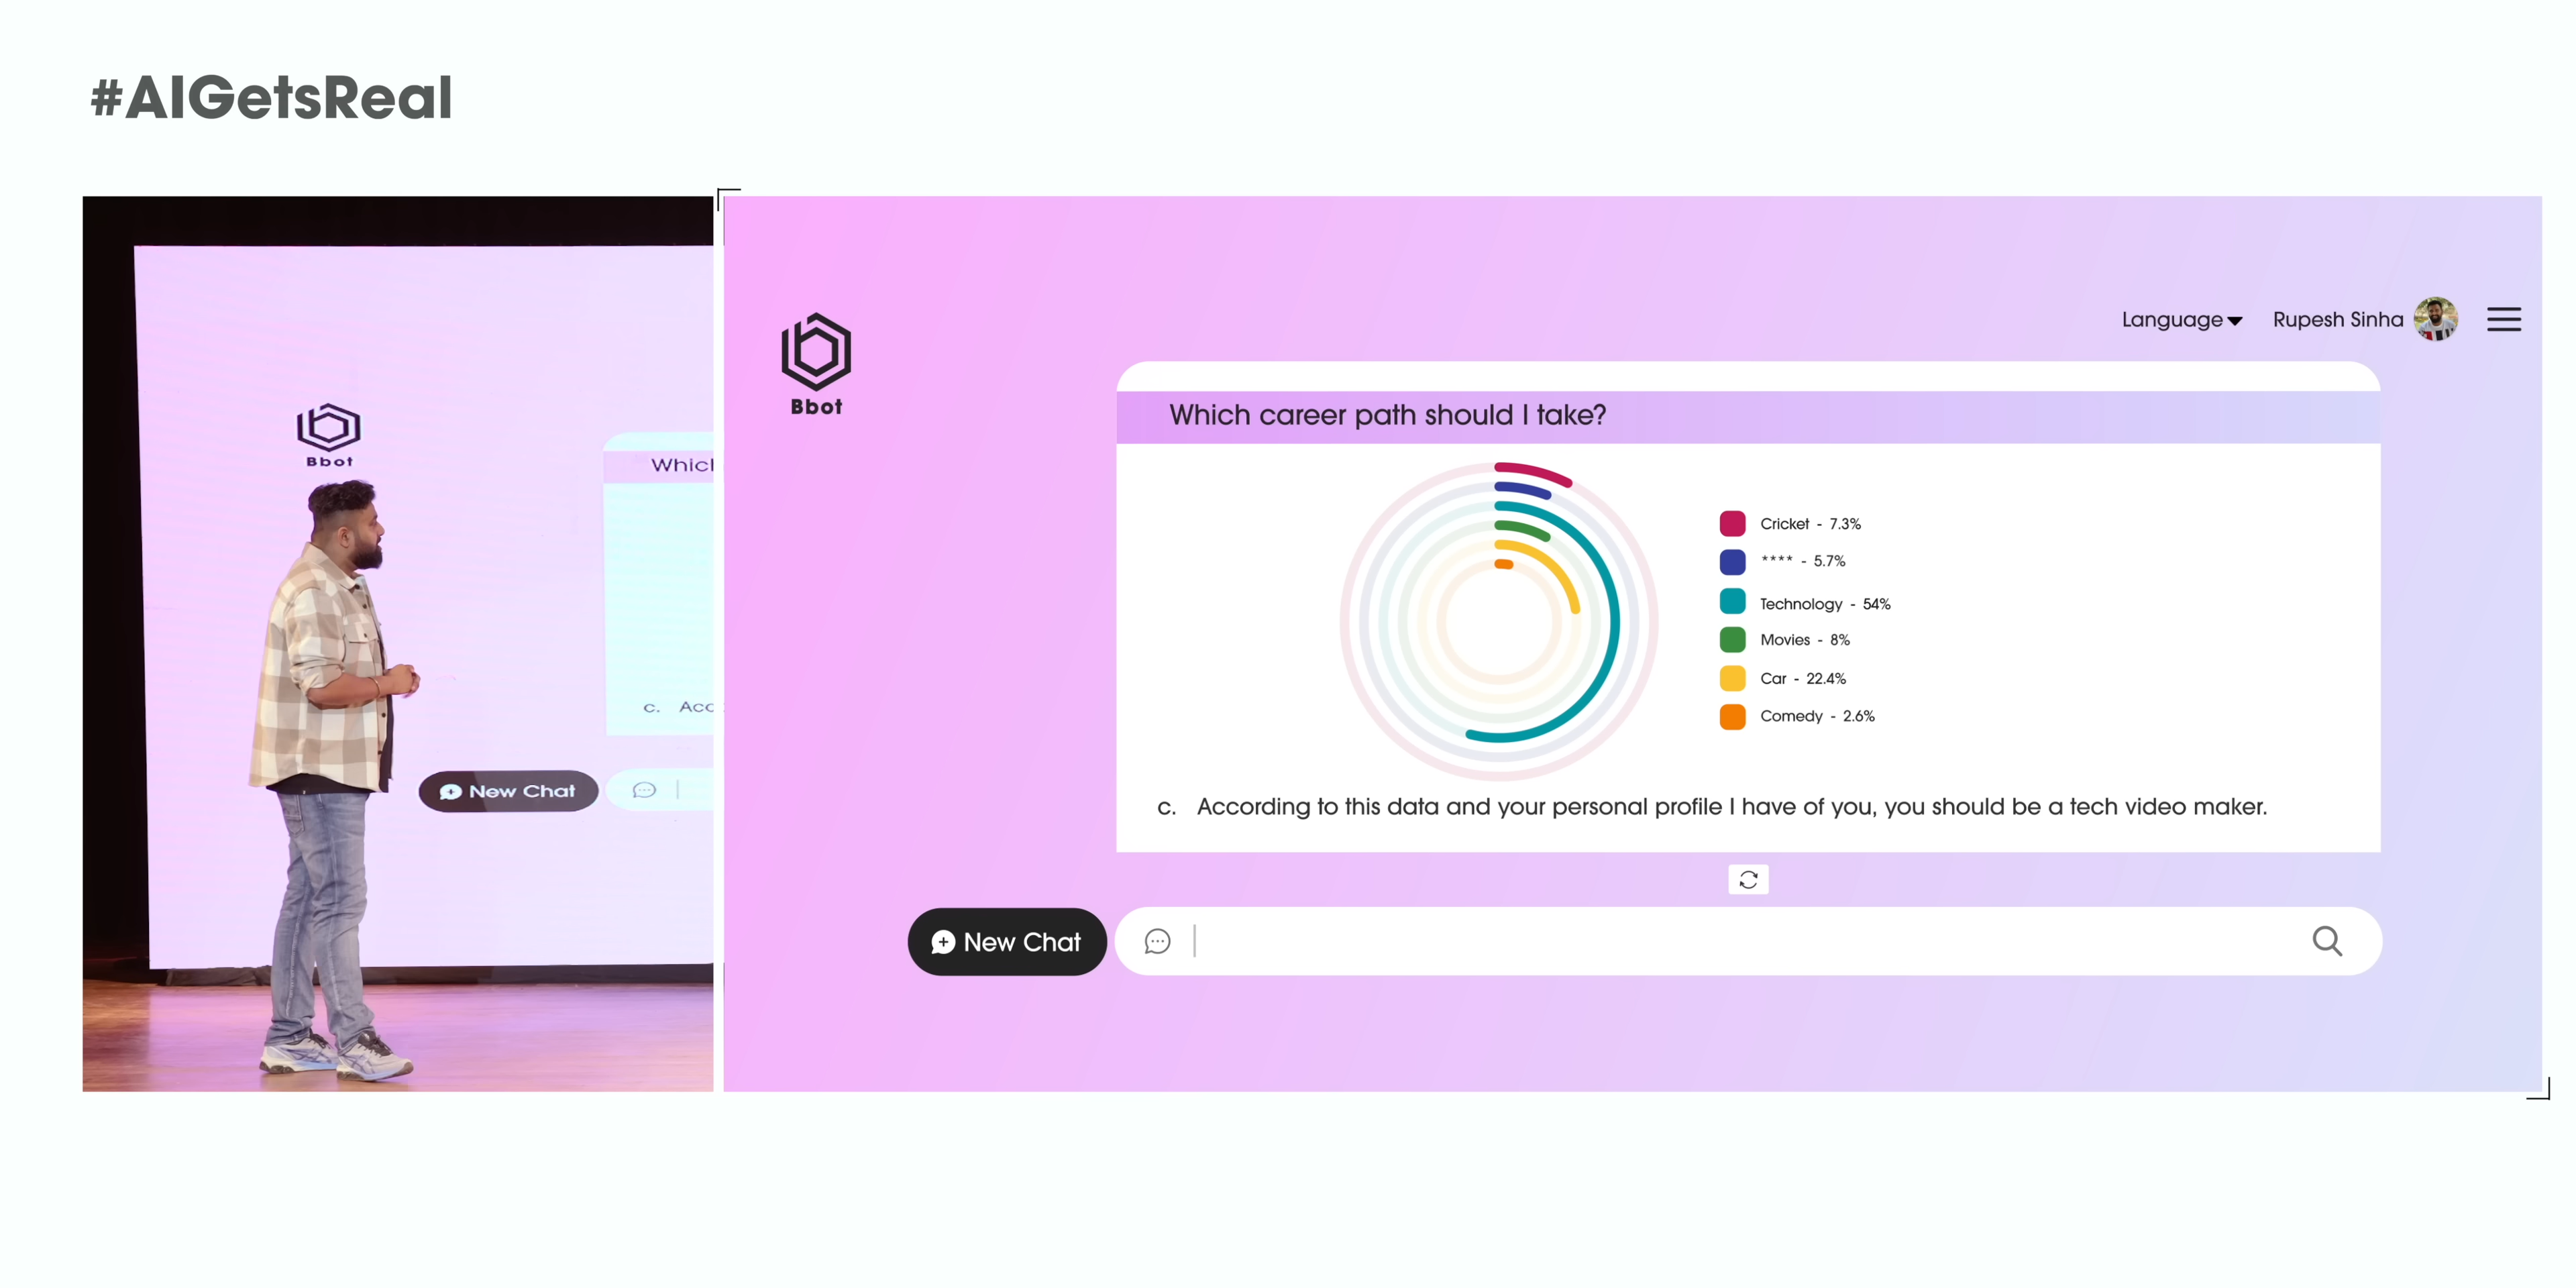 #AIGetsReal
Bbot
Whicl
c. Acc
New Chat
Bbot
Language
Rupesh Sinha
Which career path should I take?
Cricket - 7.3%
**** - 5.7%
Technology - 54%
Movies - 8%
Car - 22.4%
Comedy - 2.6%
c. According to this data and your personal profile I have of you, you should be a tech video maker.
New Chat